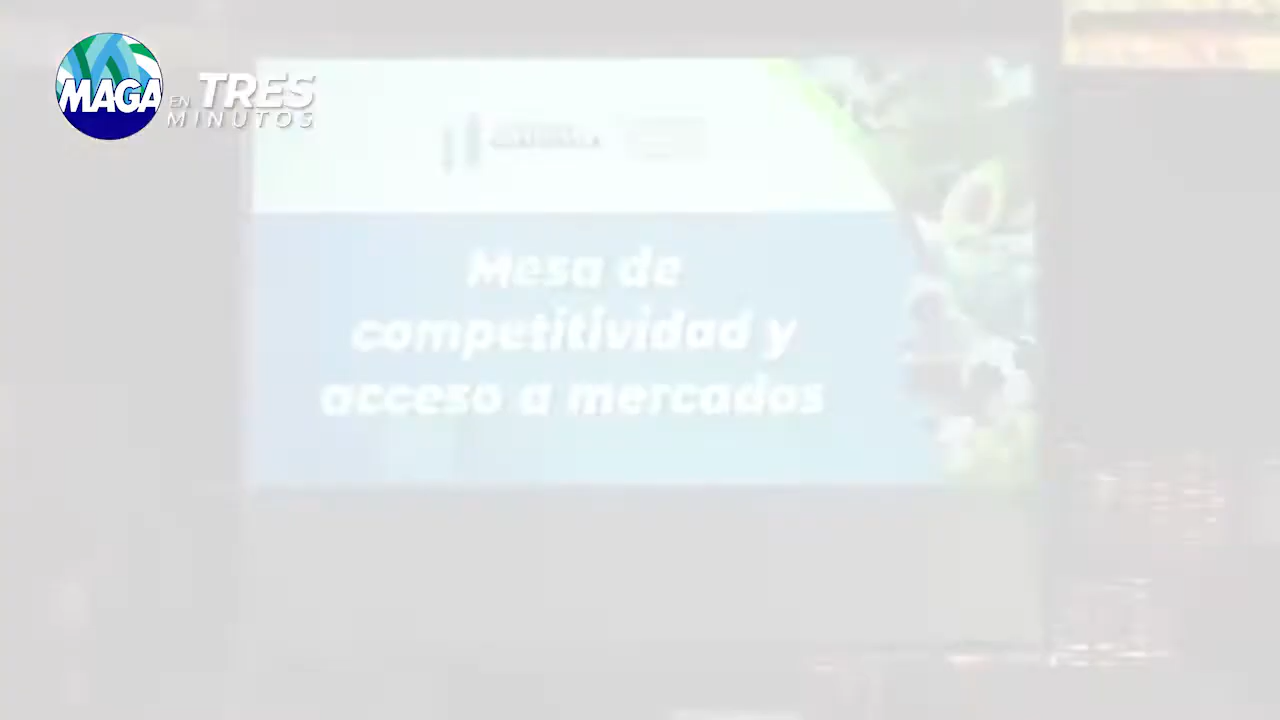 MAGA
EN TRES
MINUTOS
Mesa de
competitividad y
acceso a mercados